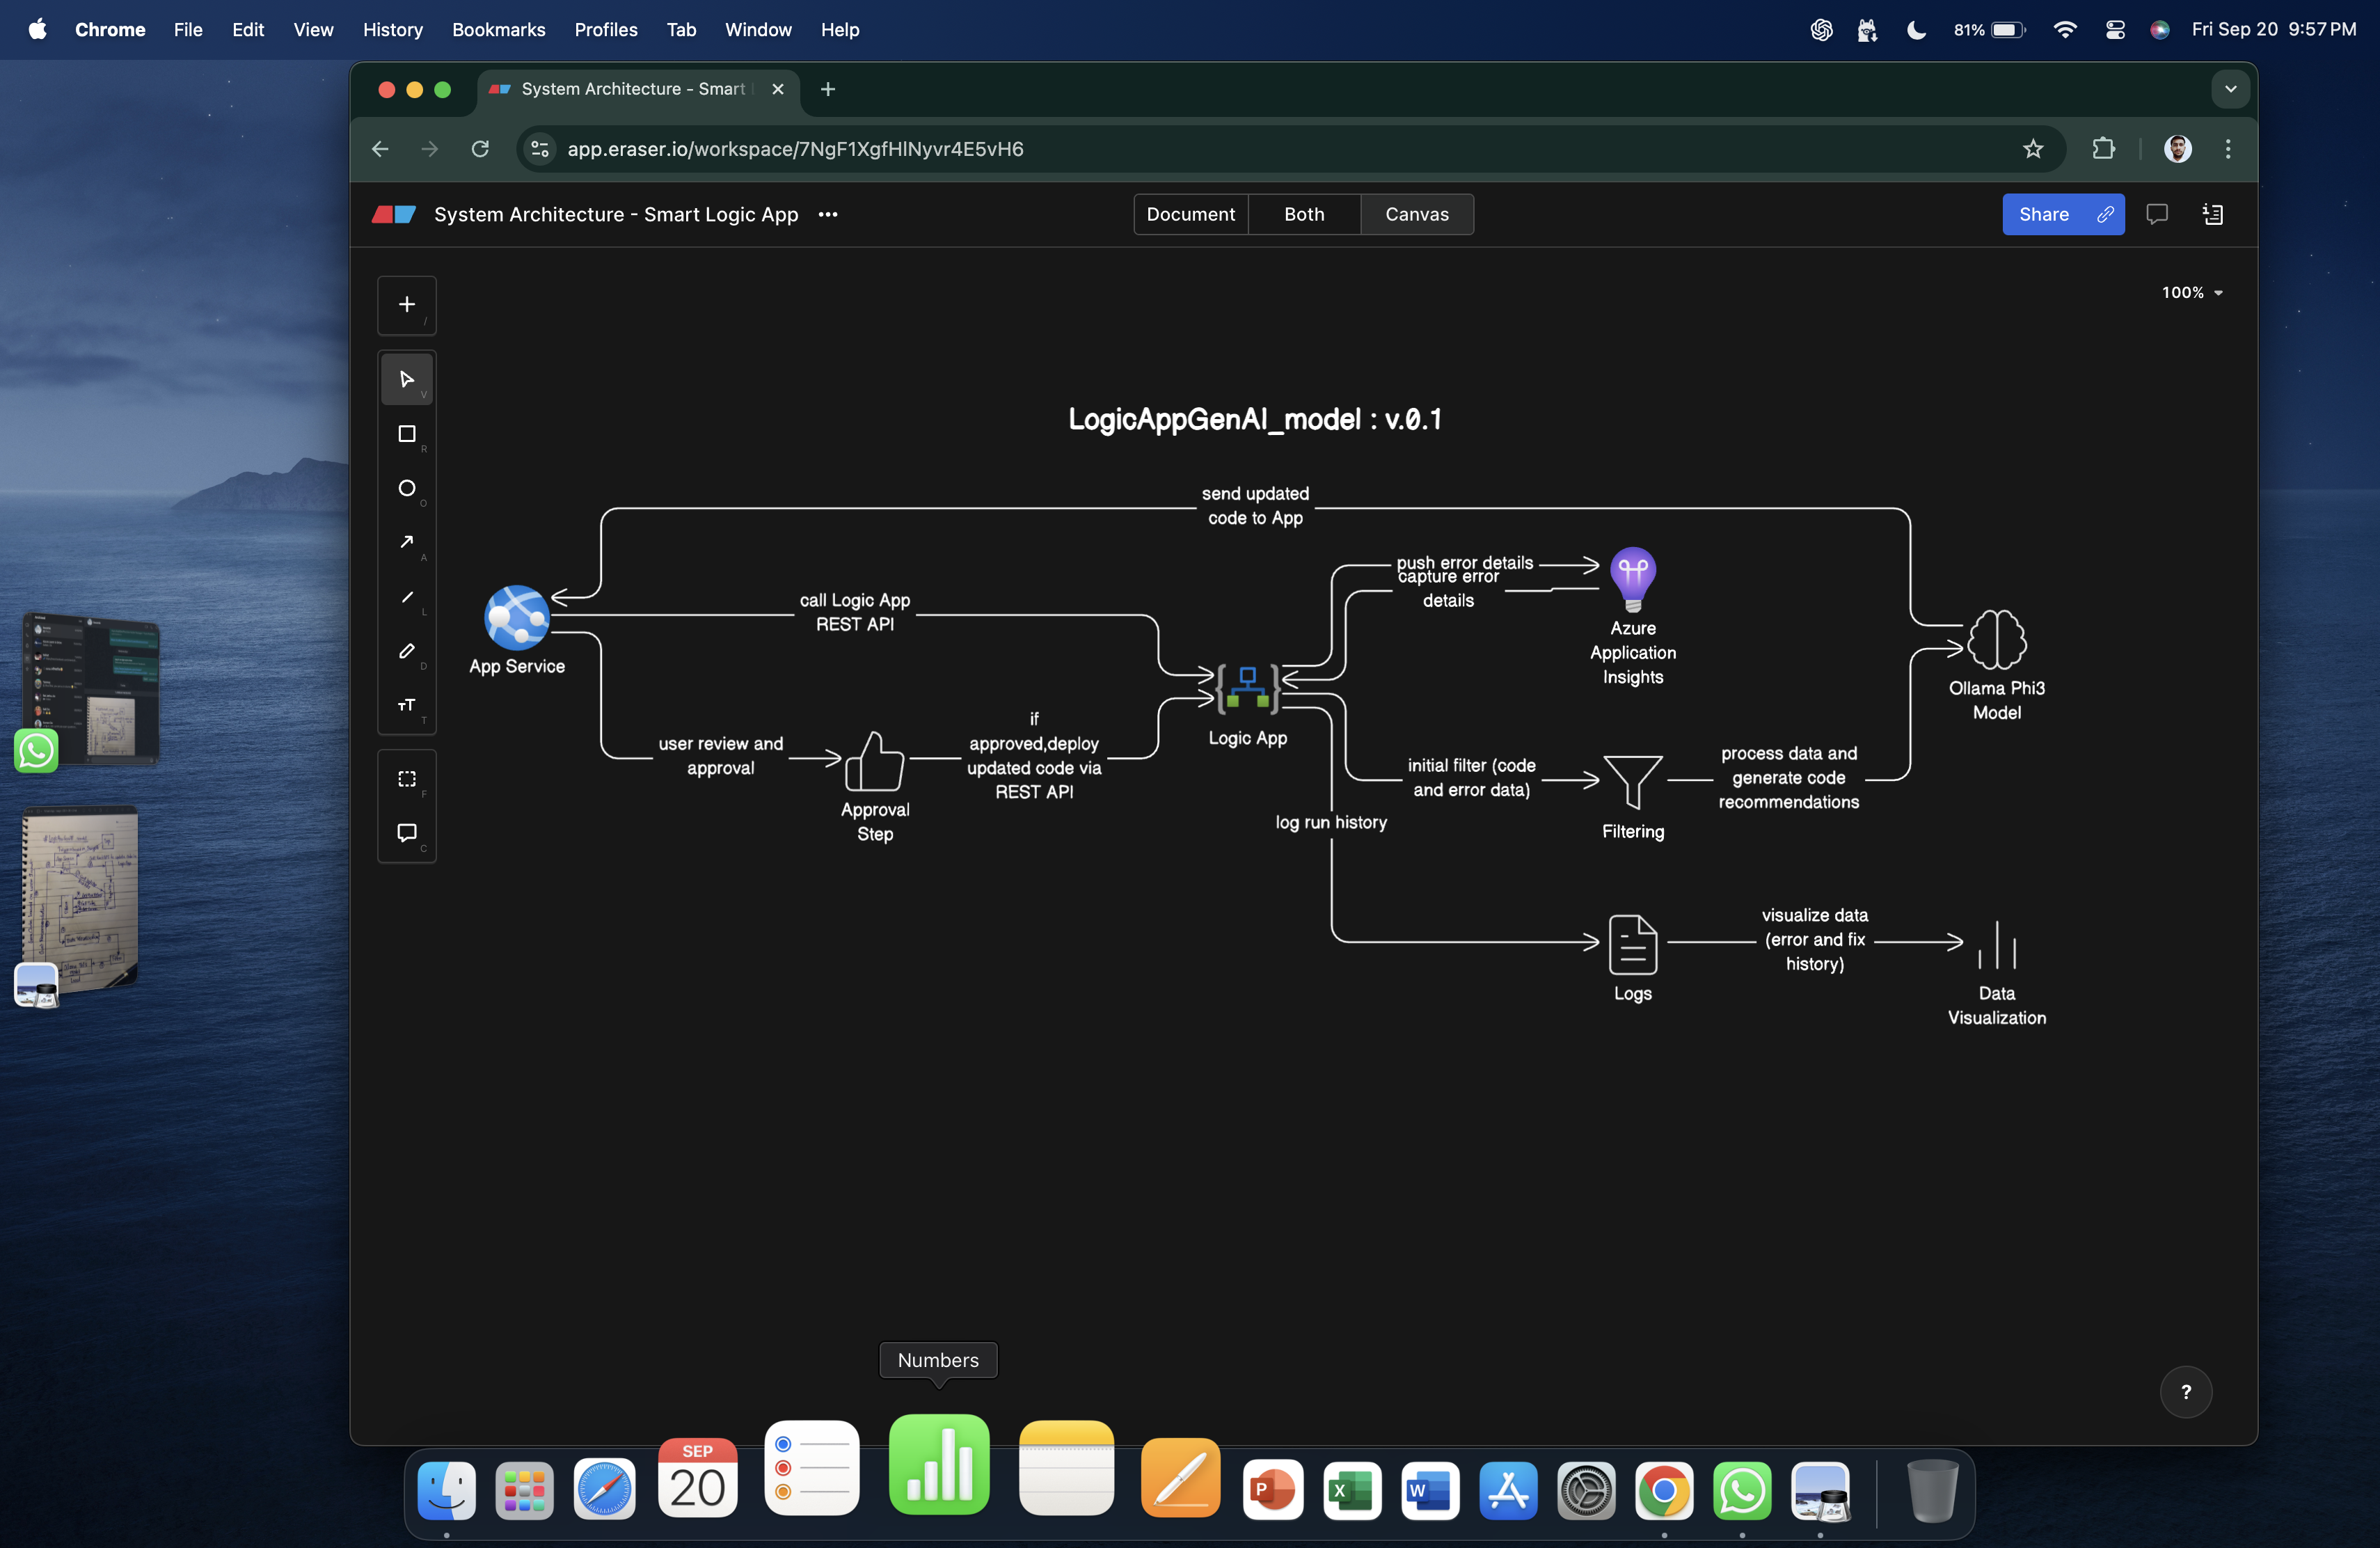 Chrome File Edit View History Bookmarks Profiles Tab Window Help
81% Fri Sep 20 9:57 PM
System Architecture - Smart
app.eraser.io/workspace/7NgF1XgfHlNyvr4E5vH6
System Architecture - Smart Logic App
Document Both Canvas
Share
100%
/
V
R
O
A
L
D
T
F
C
LogicAppGenAI_model : v.0.1
send updated
code to App
App Service
call Logic App
REST API
user review and
approval
Approval
Step
if
approved,deploy
updated code via
REST API
Logic App
push error details
capture error
details
Azure
Application
Insights
initial filter (code
and error data)
Filtering
process data and
generate code
recommendations
Ollama Phi3
Model
log run history
Logs
visualize data
(error and fix
history)
Data
Visualization
?
Numbers
SEP
20
P
X
W